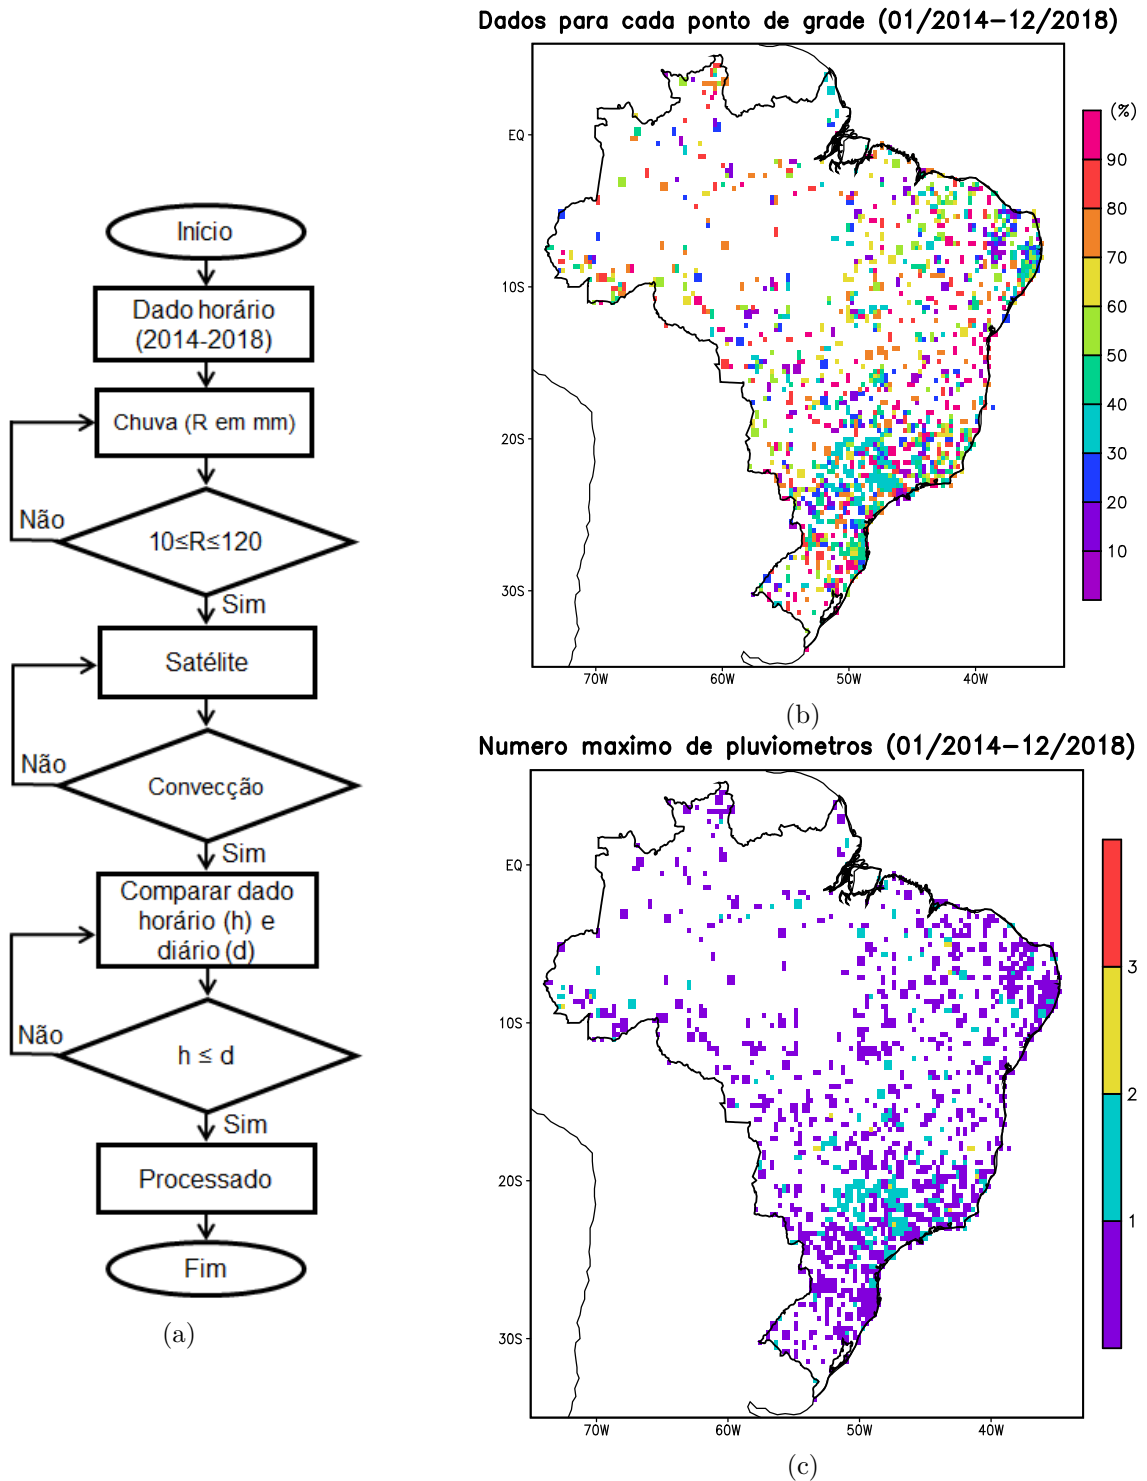 Início
Dado horário
(2014-2018)
Chuva (R em mm)
Não
10≤R≤120
Sim
Satélite
Não
Convecção
Sim
Comparar dado
horário (h) e
diário (d)
Não
h ≤ d
Sim
Processado
Fim
(a)
Dados para cada ponto de grade (01/2014-12/2018)
EQ
10S
20S
30S
70W 60W 50W 40W
(%)
90
80
70
60
50
40
30
20
10
(b)
Numero maximo de pluviometros (01/2014-12/2018)
EQ
10S
20S
30S
70W 60W 50W 40W
3
2
1
(c)